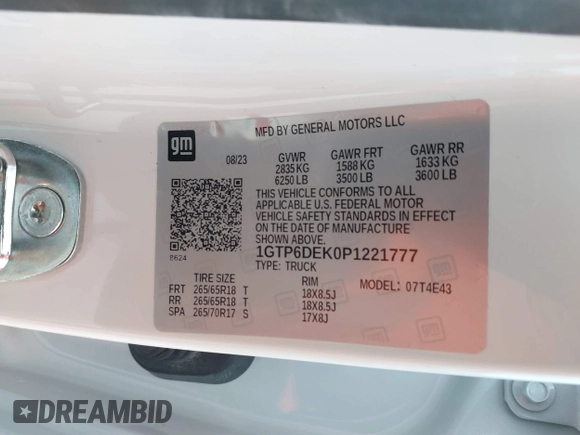 MFD BY GENERAL MOTORS LLC
gm
08/23 GVWR GAWR FRT GAWR RR
2835 KG 1588 KG 1633 KG
6250 LB 3500 LB 3600 LB
THIS VEHICLE CONFORMS TO ALL
APPLICABLE U.S. FEDERAL MOTOR
VEHICLE SAFETY STANDARDS IN EFFECT
ON THE DATE OF MANUFACTURE
SHOWN ABOVE.
8624
1GTP6DEK0P1221777
TYPE: TRUCK
TIRE SIZE RIM MODEL: 07T4E43
FRT 265/65R18 T 18X8.5J
RR 265/65R18 T 18X8.5J
SPA 265/70R17 S 17X8J
DREAMBID